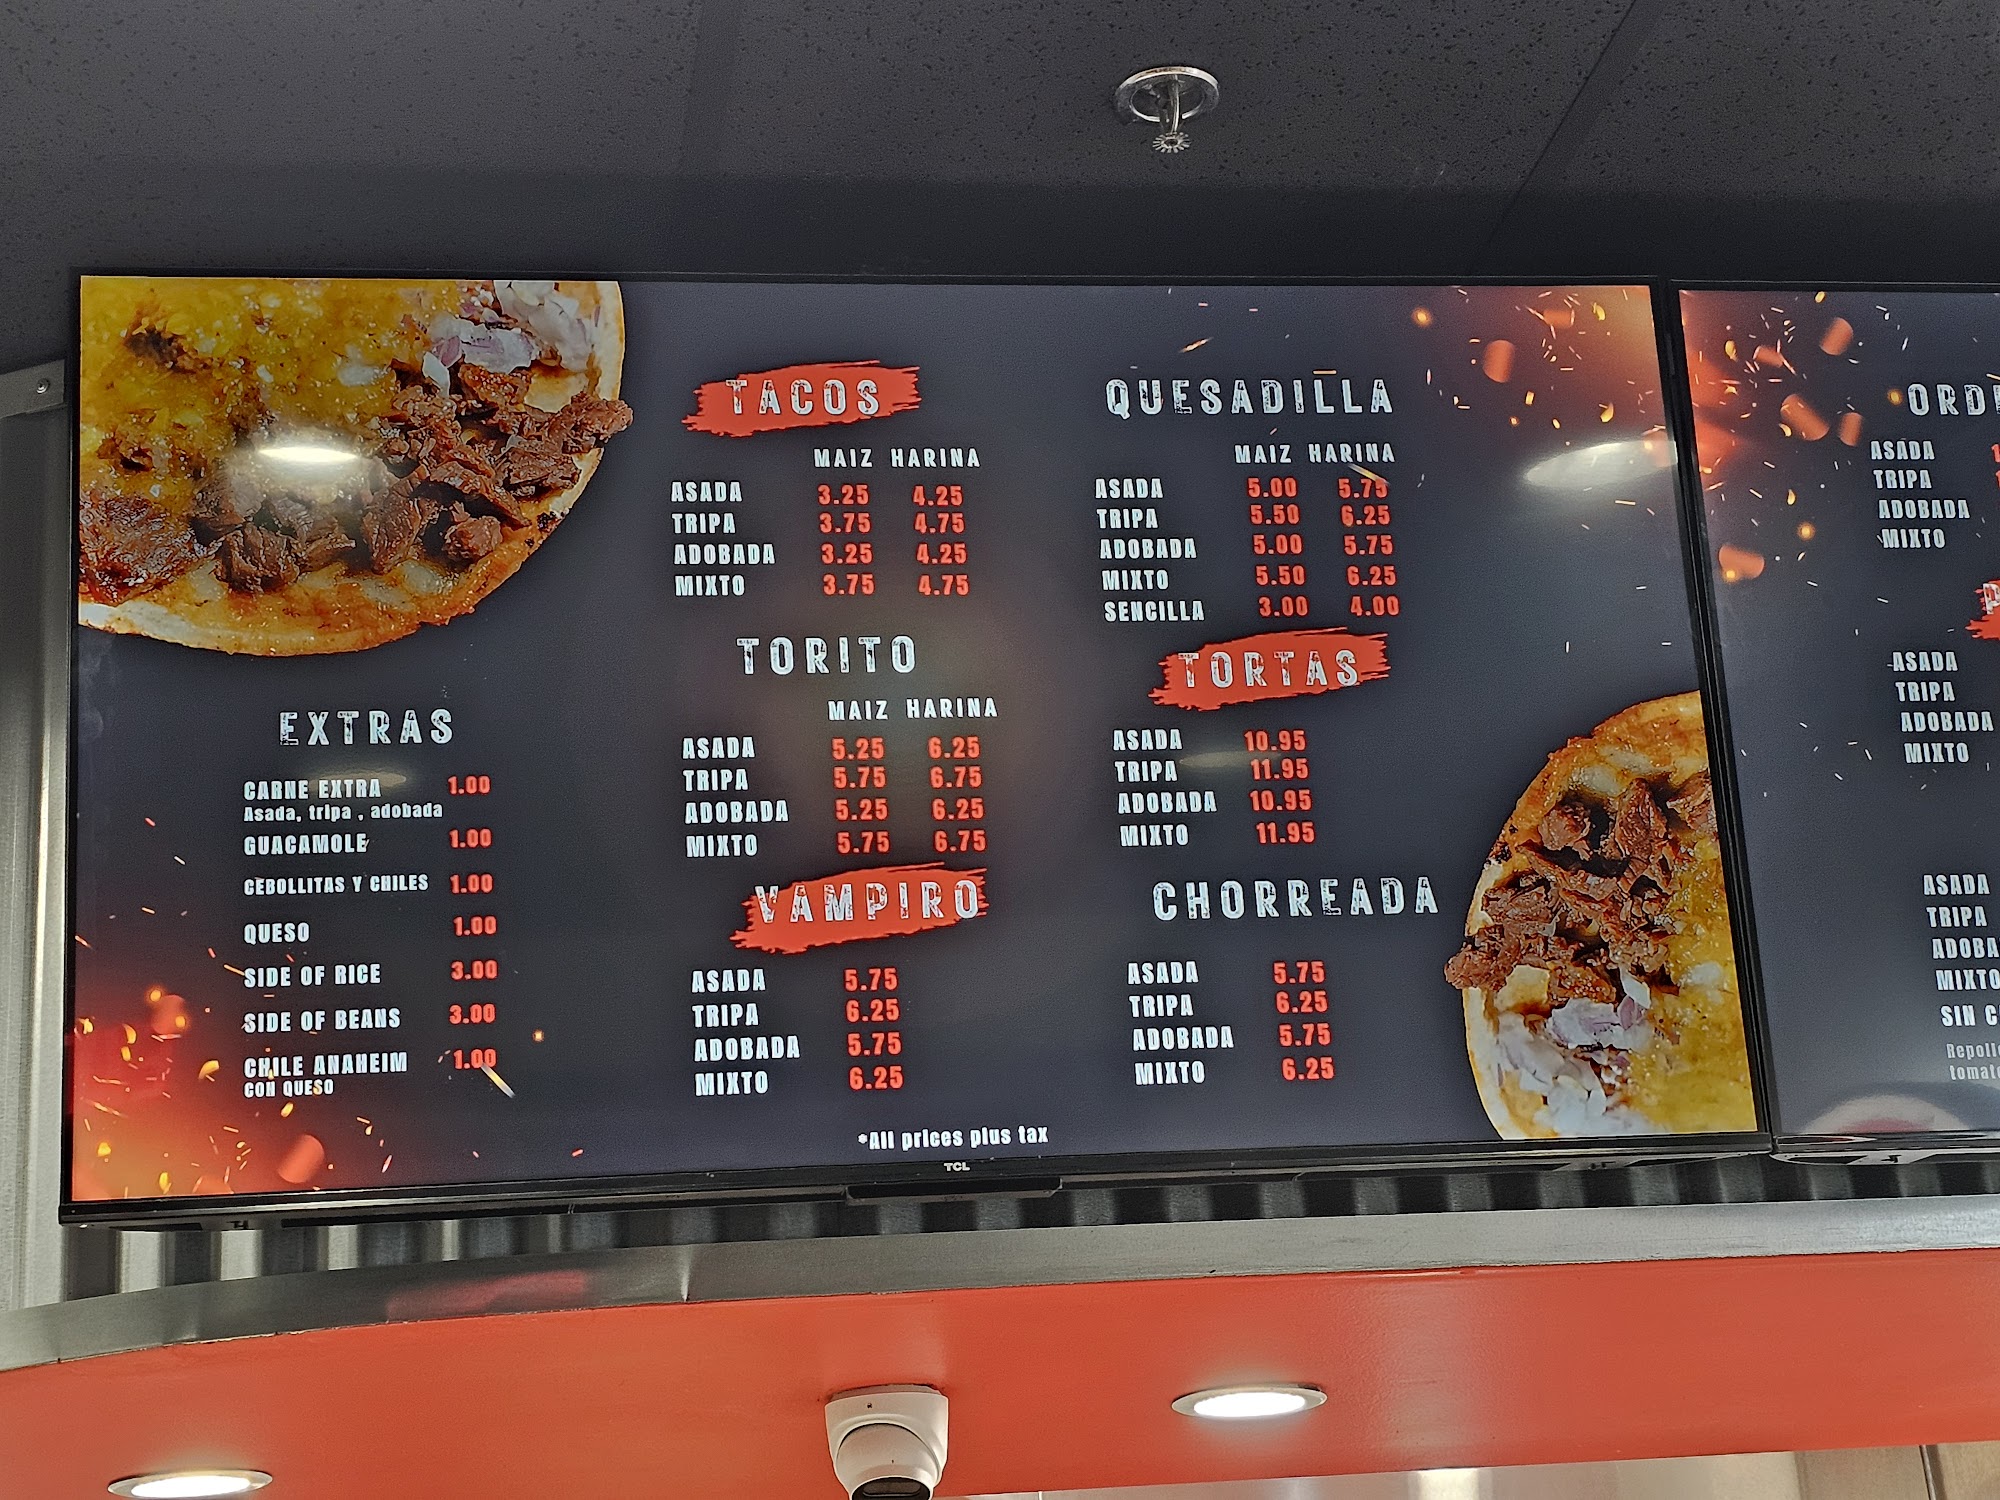 TACOS
MAIZ HARINA
ASADA 3.25 4.25
TRIPA 3.75 4.75
ADOBADA 3.25 4.25
MIXTO 3.75 4.75
TORITO
MAIZ HARINA
ASADA 5.25 6.25
TRIPA 5.75 6.75
ADOBADA 5.25 6.25
MIXTO 5.75 6.75
VAMPIRO
ASADA 5.75
TRIPA 6.25
ADOBADA 5.75
MIXTO 6.25
EXTRAS
CARNE EXTRA 1.00
Asada, tripa , adobada
GUACAMOLE 1.00
CEBOLLITAS Y CHILES 1.00
QUESO 1.00
SIDE OF RICE 3.00
SIDE OF BEANS 3.00
CHILE ANAHEIM 1.00
CON QUESO
QUESADILLA
MAIZ HARINA
ASADA 5.00 5.75
TRIPA 5.50 6.25
ADOBADA 5.00 5.75
MIXTO 5.50 6.25
SENCILLA 3.00 4.00
TORTAS
ASADA 10.95
TRIPA 11.95
ADOBADA 10.95
MIXTO 11.95
CHORREADA
ASADA 5.75
TRIPA 6.25
ADOBADA 5.75
MIXTO 6.25
*All prices plus tax
TCL
ASADA
TRIPA
ADOBADA
MIXTO
ASADA
TRIPA
ADOBADA
MIXTO
ASADA
TRIPA
MIXTO
SIN